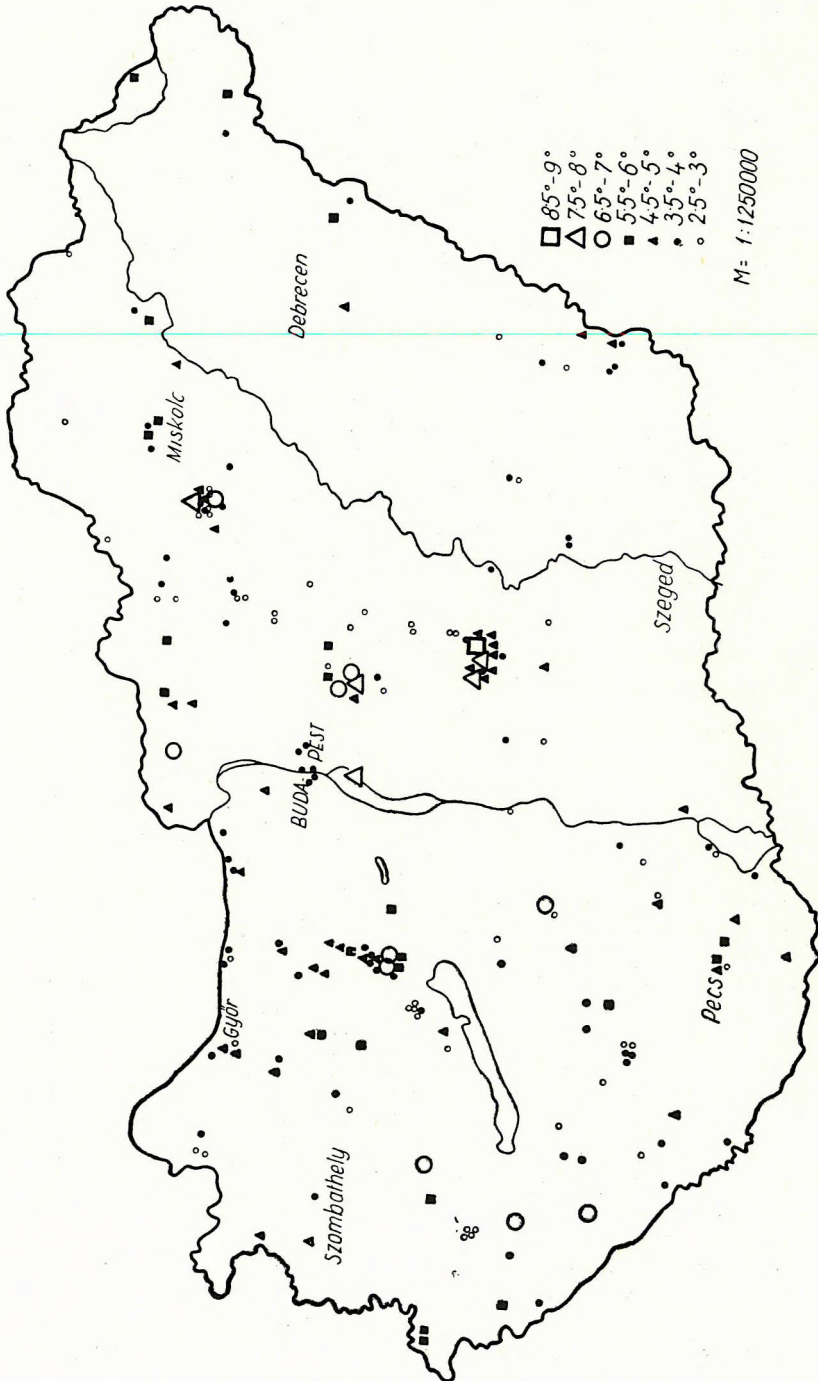 Miskolc
Debrecen
Győr
BUDA-
PEST
Szombathely
Pecs
Szeged
8·5°-9°
7·5°-8°
6·5°-7°
5·5°-6°
4·5°-5°
3·5°-4°
2·5°-3°
M= 1:1250000